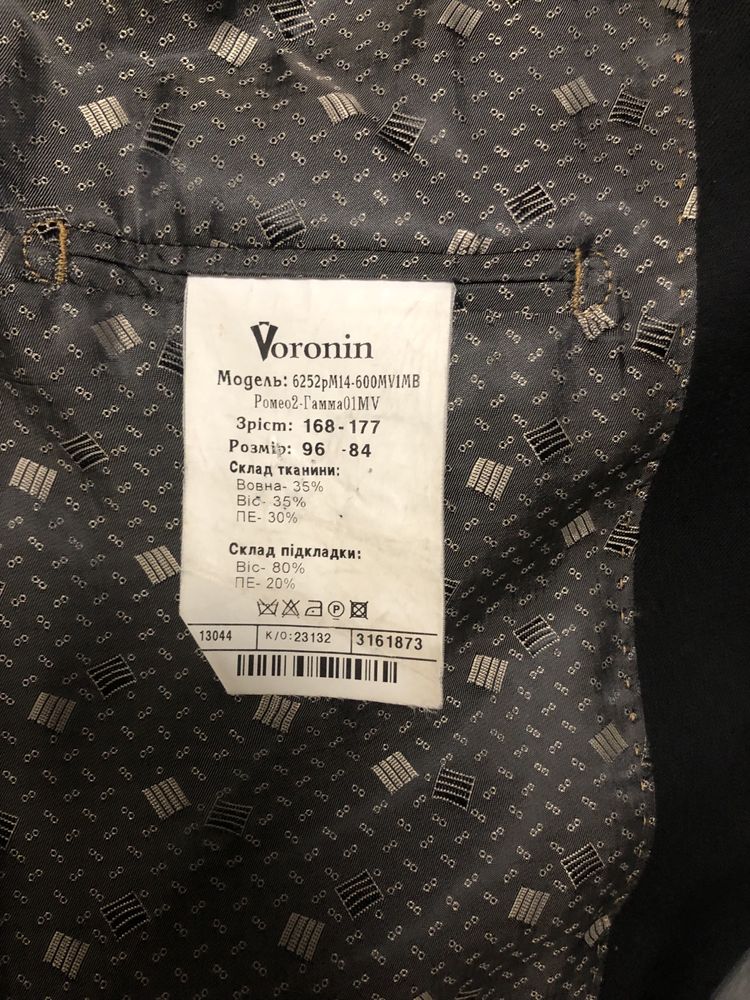 Voronin
Модель: 6252рМ14-600MV1MB
Ромео2-Гамма01MV
Зріст: 168-177
Розмір: 96 -84
Склад тканини:
Вовна- 35%
Віс- 35%
ПЕ- 30%
Склад підкладки:
Віс- 80%
ПЕ- 20%
P
13044 К/О:23132 3161873